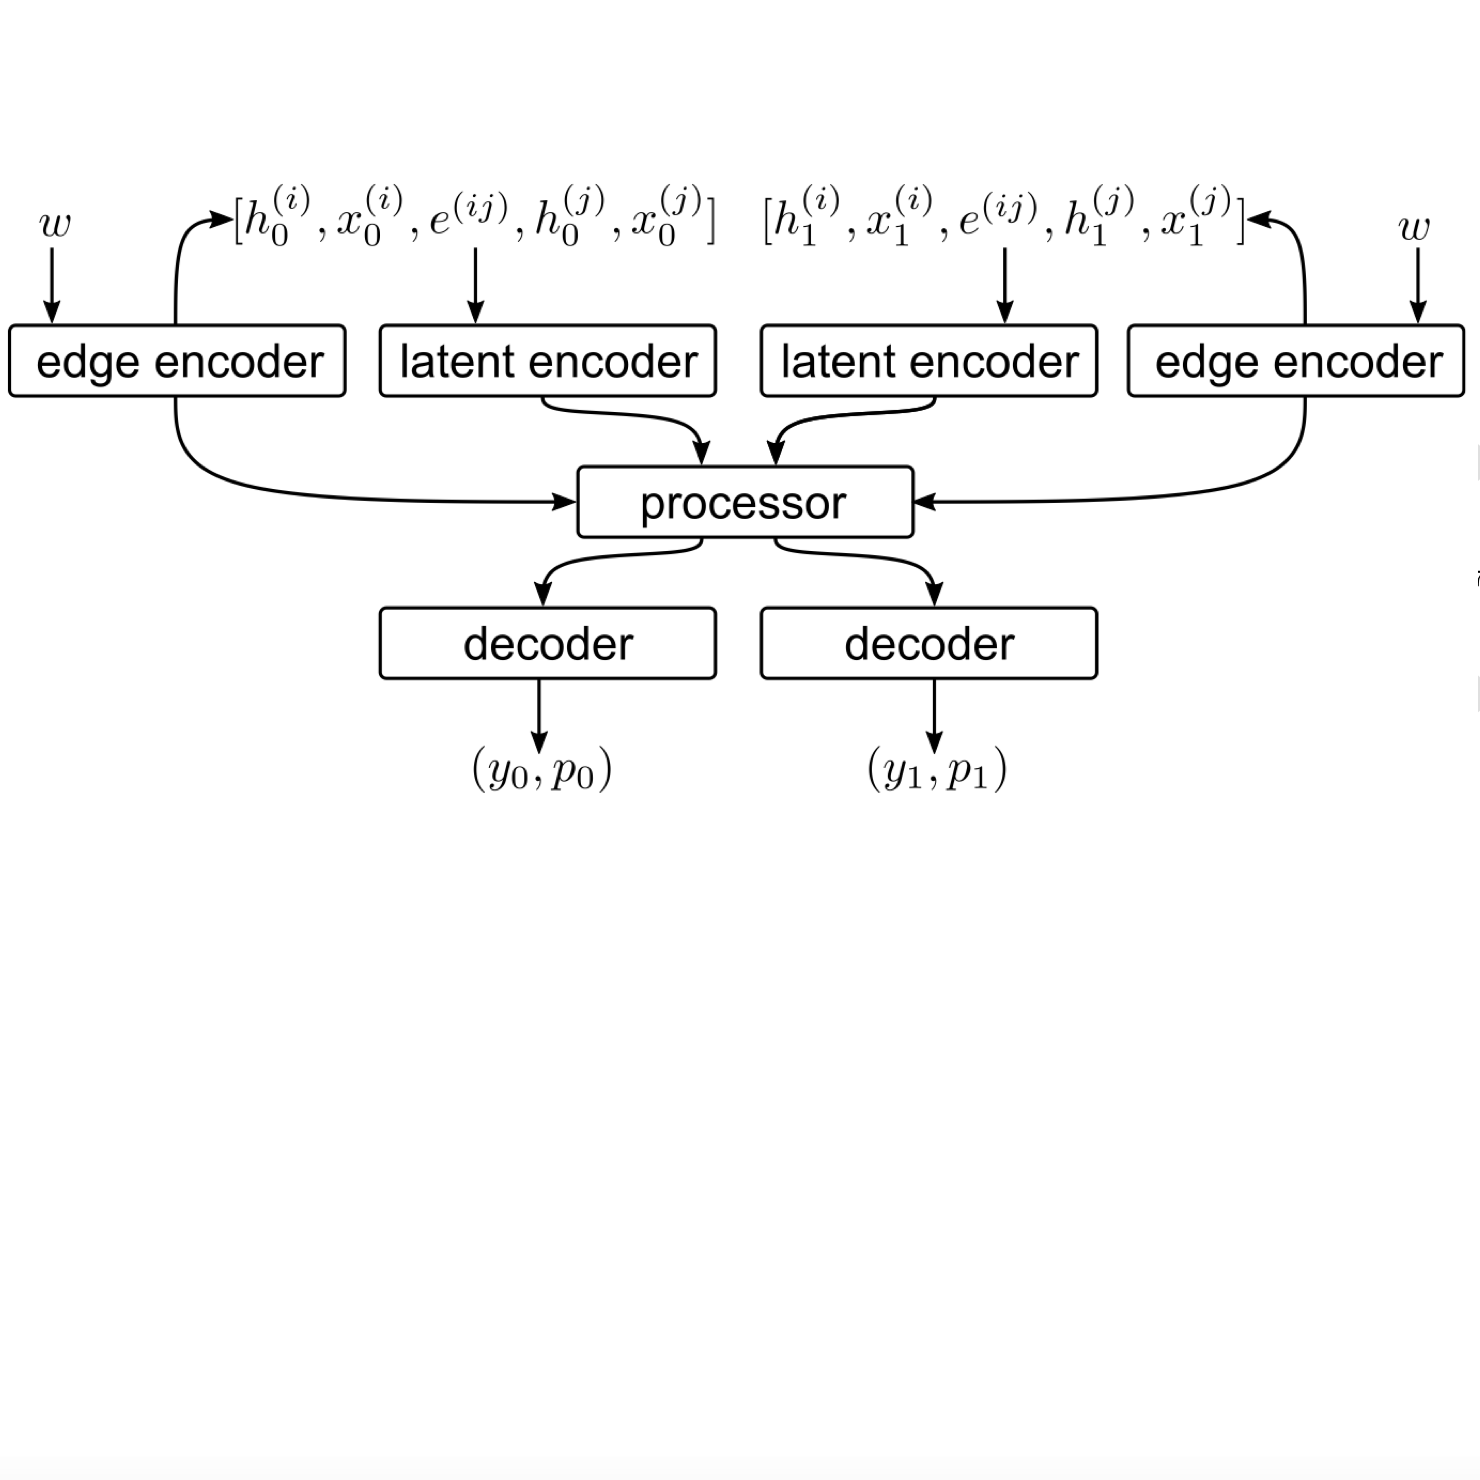 w [h_0^{(i)}, x_0^{(i)}, e^{(ij)}, h_0^{(j)}, x_0^{(j)}] [h_1^{(i)}, x_1^{(i)}, e^{(ij)}, h_1^{(j)}, x_1^{(j)}] w
edge encoder latent encoder latent encoder edge encoder
processor
decoder decoder
(y_0, p_0) (y_1, p_1)